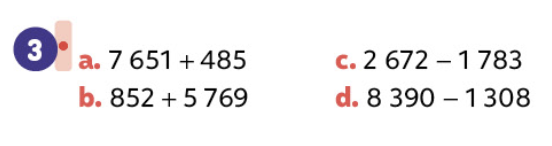 3
a. 7 651 + 485
b. 852 + 5 769
c. 2 672 – 1 783
d. 8 390 – 1 308